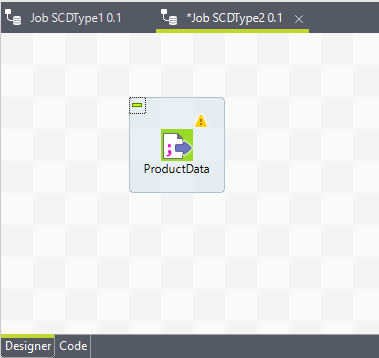 Job SCDType1 0.1
*Job SCDType2 0.1
ProductData
Designer
Code